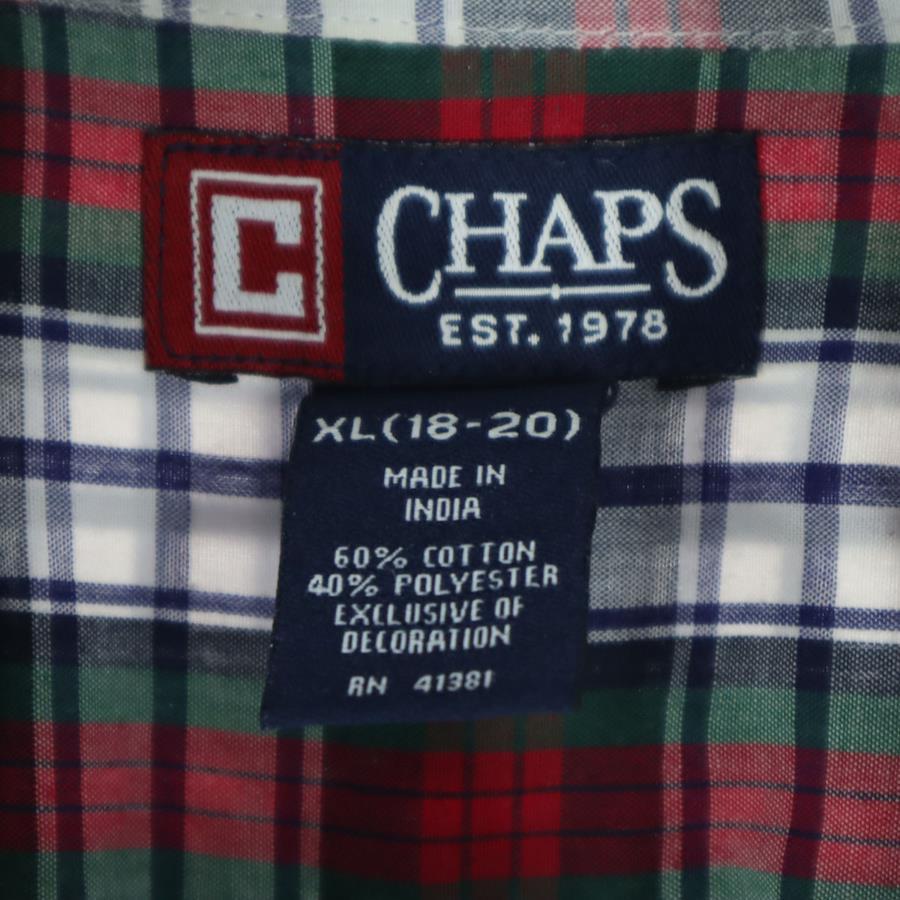 C
CHAPS
EST. 1978
XL(18-20)
MADE IN
INDIA
60% COTTON
40% POLYESTER
EXCLUSIVE OF
DECORATION
RN 41381